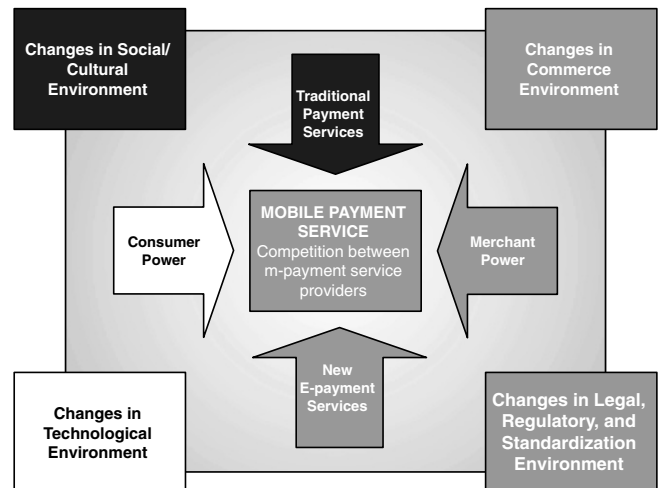 Changes in Social/
Cultural
Environment
Changes in
Commerce
Environment
Traditional
Payment
Services
Consumer
Power
MOBILE PAYMENT
SERVICE
Competition between
m-payment service
providers
Merchant
Power
New
E-payment
Services
Changes in
Technological
Environment
Changes in Legal,
Regulatory, and
Standardization
Environment